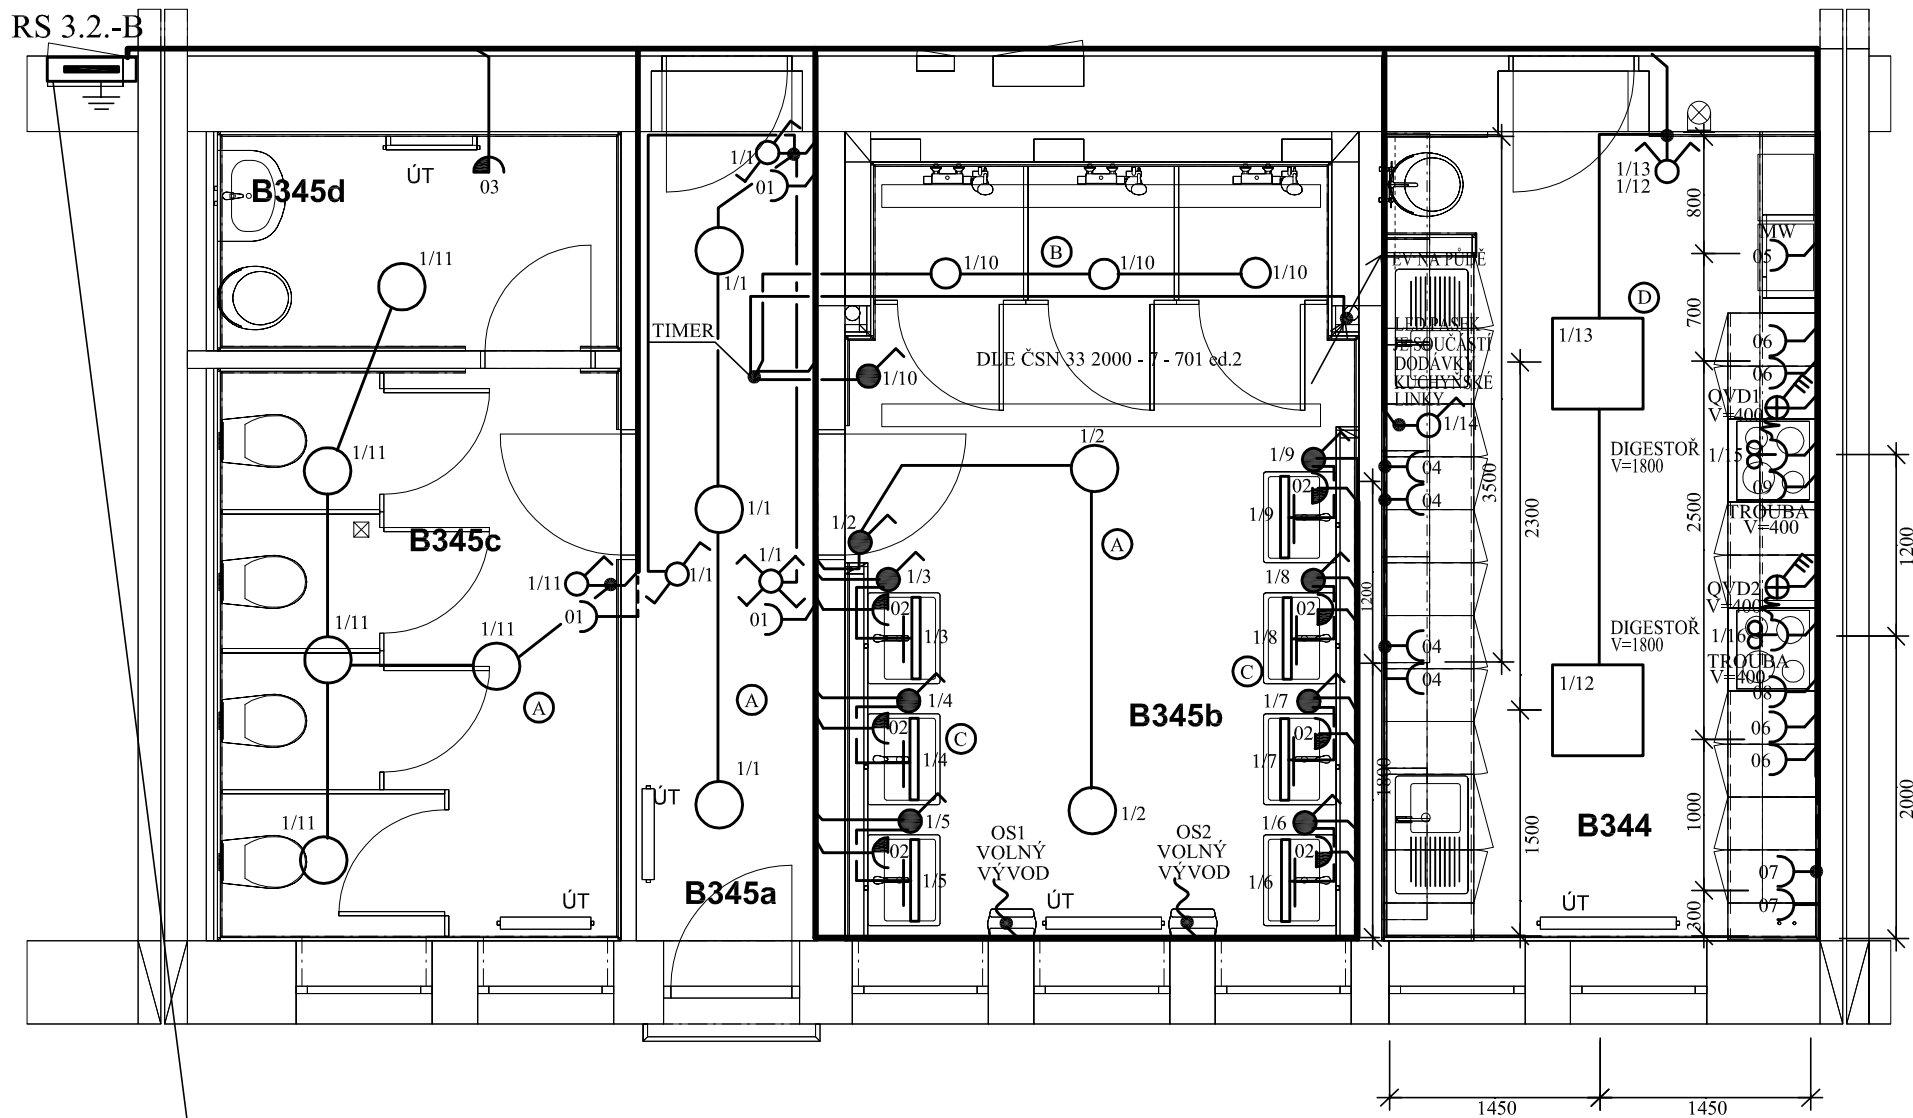 RS 3.2.-B
B345d
ÚT
03
1/11
1/11
B345c
1/11
01
1/11
1/11
A
1/11
ÚT
1/1
01
1/1
TIMER
1/1
1/1
1/1
01
A
1/1
ÚT
B345a
1/10
B
1/10
1/10
1/10
DLE ČSN 33 2000 - 7 - 701 ed.2
1/2
1/2
A
1/2
1/3
02
1/3
1/4
02
1/4
C
1/5
02
1/5
1/9
02
1/9
1/8
02
1/8
C
1/7
02
1/7
1/6
02
1/6
B345b
OS1
VOLNÝ
VÝVOD
OS2
VOLNÝ
VÝVOD
ÚT
EV NA PŮDĚ
LED PÁSEK
JE SOUČÁSTÍ
DODÁVKY
KUCHYŇSKÉ
LINKY
1/14
04
04
04
04
1200
1800
3500
2300
1500
1/13
1/12
D
1/13
1/12
B344
ÚT
800
700
2500
1000
300
MW
05
06
06
QVD1
V=400
DIGESTOŘ
V=1800
1/15
09
TROUBA
V=400
QVD2
V=400
DIGESTOŘ
V=1800
1/16
TROUBA
V=400
08
06
06
07
07
1200
2000
1450
1450